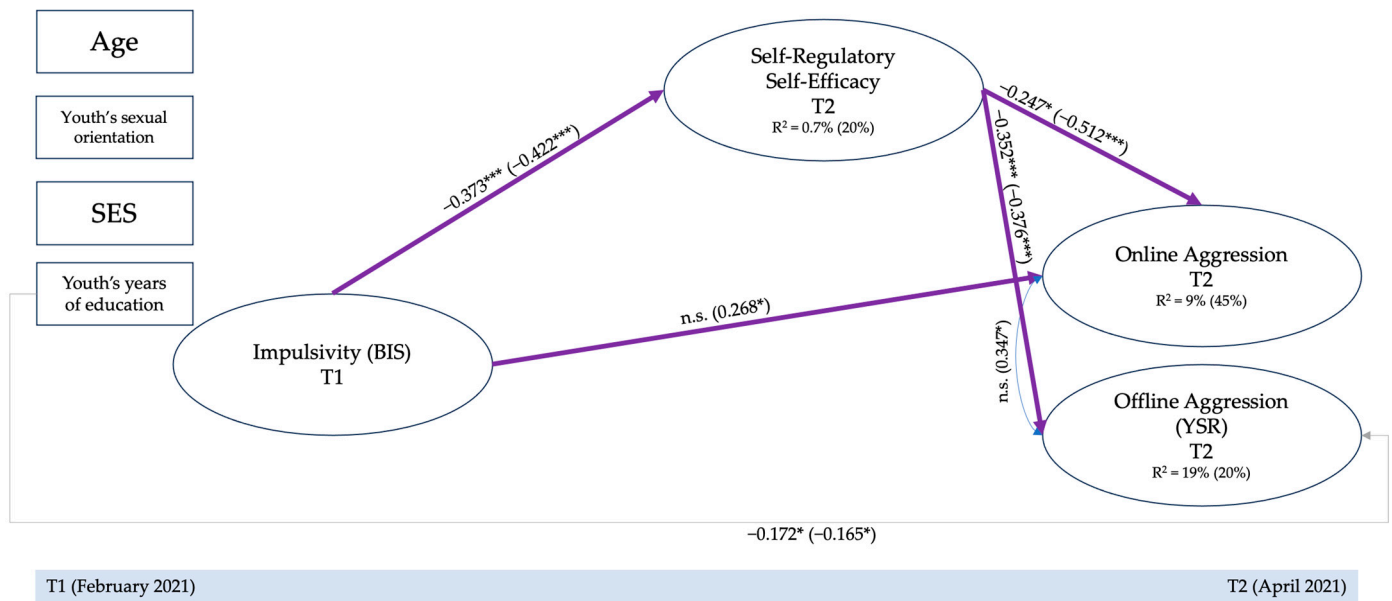 Age
Youth's sexual
orientation
SES
Youth's years
of education
Impulsivity (BIS)
T1
Self-Regulatory
Self-Efficacy
T2
R² = 0.7% (20%)
−0.373*** (−0.422***)
−0.247* (−0.512***)
−0.352*** (−0.376***)
n.s. (0.268*)
n.s. (0.347*)
Online Aggression
T2
R² = 9% (45%)
Offline Aggression
(YSR)
T2
R² = 19% (20%)
−0.172* (−0.165*)
T1 (February 2021)
T2 (April 2021)